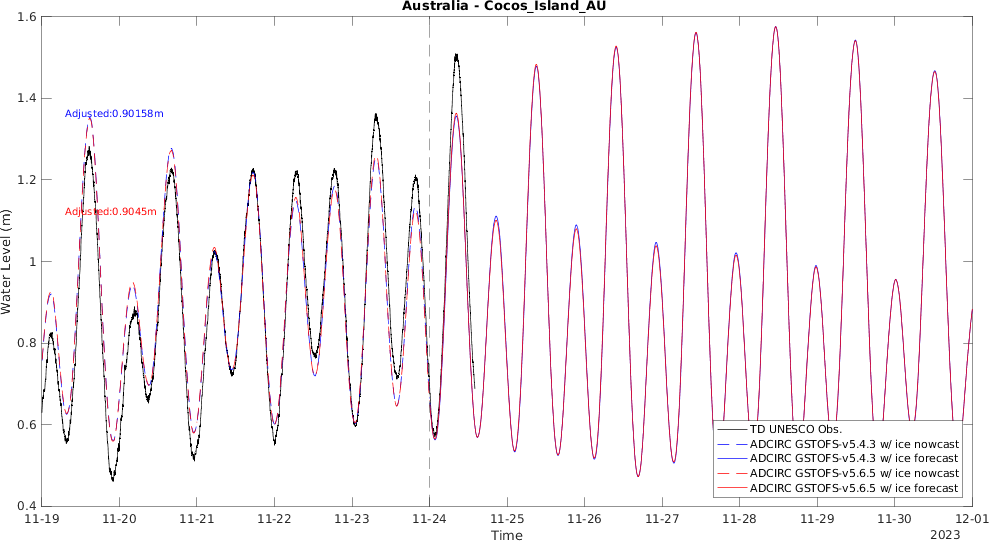 Australia - Cocos_Island_AU
1.6
1.4
1.2
1
0.8
0.6
0.4
Water Level (m)
Adjusted:0.90158m
Adjusted:0.9045m
TD UNESCO Obs.
ADCIRC GSTOFS-v5.4.3 w/ ice nowcast
ADCIRC GSTOFS-v5.4.3 w/ ice forecast
ADCIRC GSTOFS-v5.6.5 w/ ice nowcast
ADCIRC GSTOFS-v5.6.5 w/ ice forecast
11-19 11-20 11-21 11-22 11-23 11-24 11-25 11-26 11-27 11-28 11-29 11-30 12-01
Time
2023